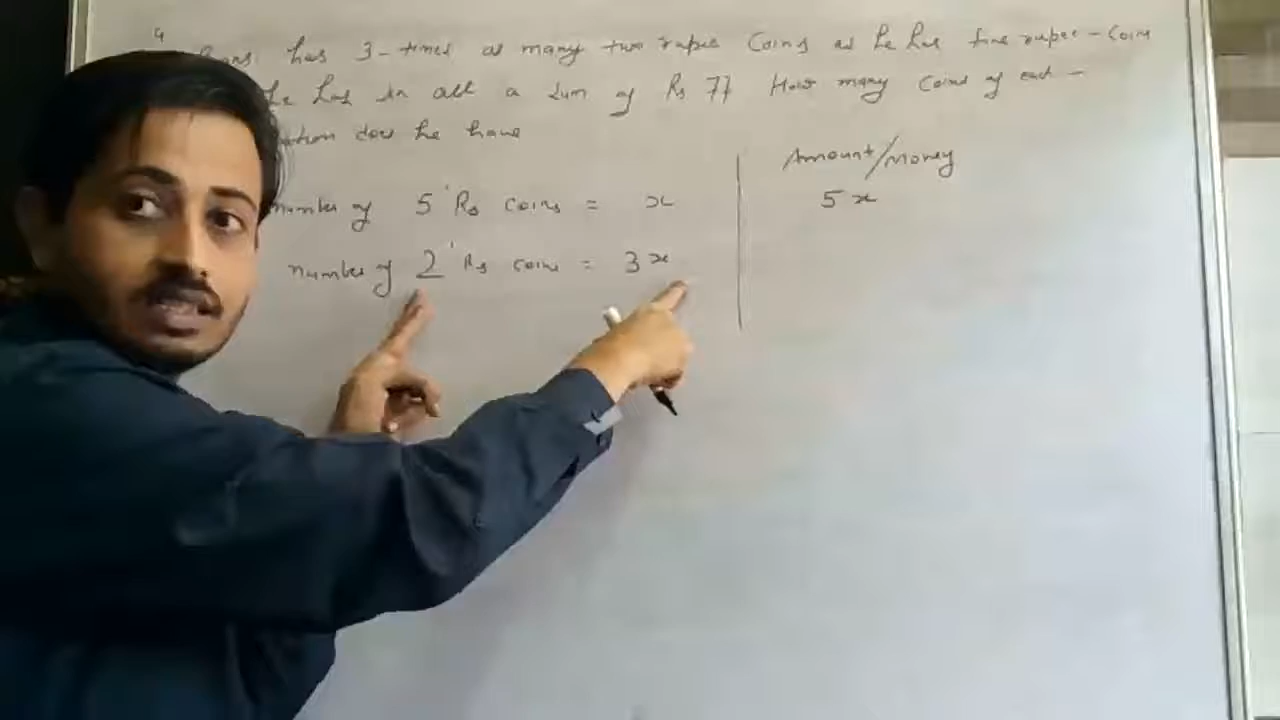 4
has 3-times as many two rupee Coins as he has five rupee-Coin
he has in all a sum of Rs 77 How many Coins of each-
does he have
Amount/Money
number of 5 Rs coins = x
5x
number of 2 Rs coins = 3x